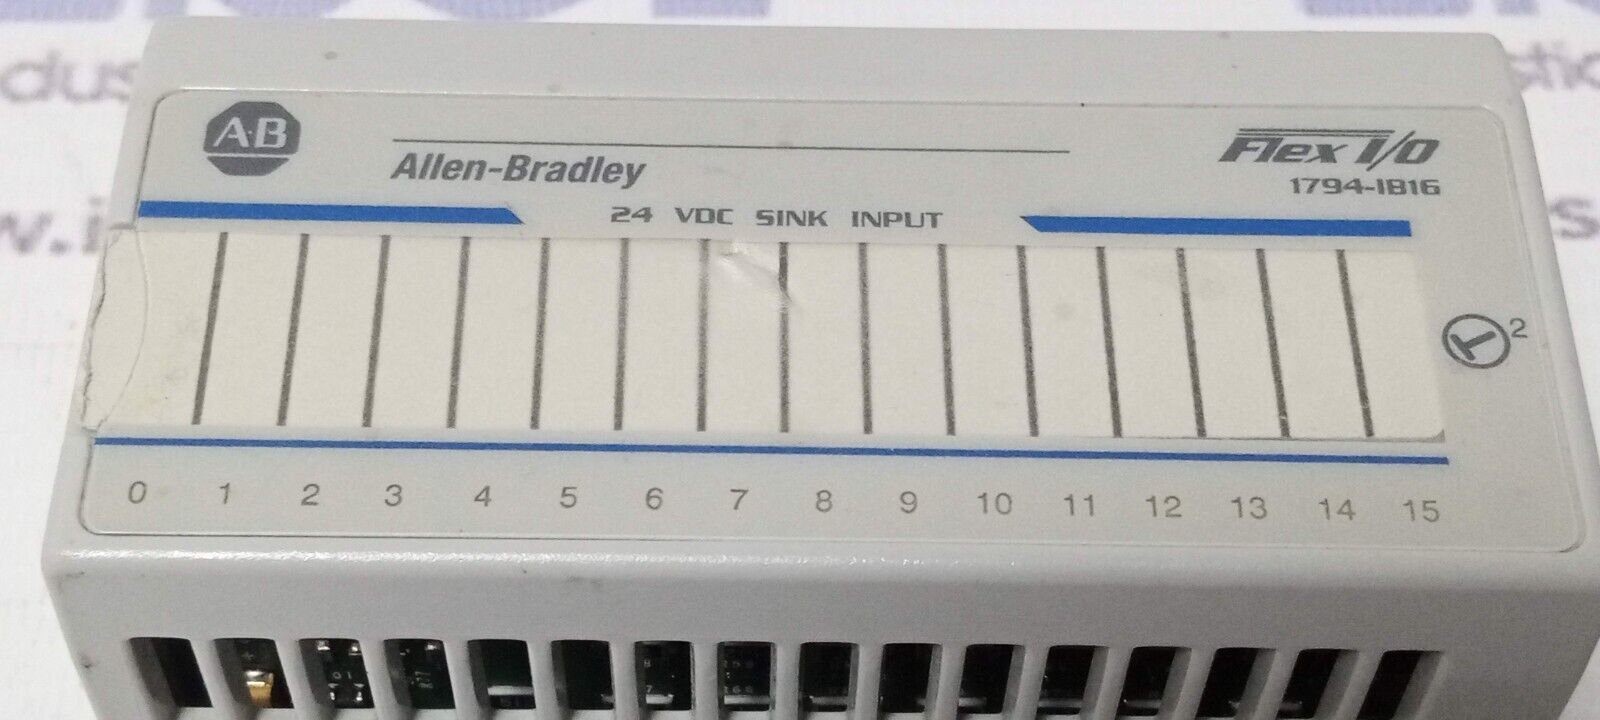 A·B
Allen-Bradley
Flex I/O
1794-IB16
24 VDC SINK INPUT
2
0 1 2 3 4 5 6 7 8 9 10 11 12 13 14 15